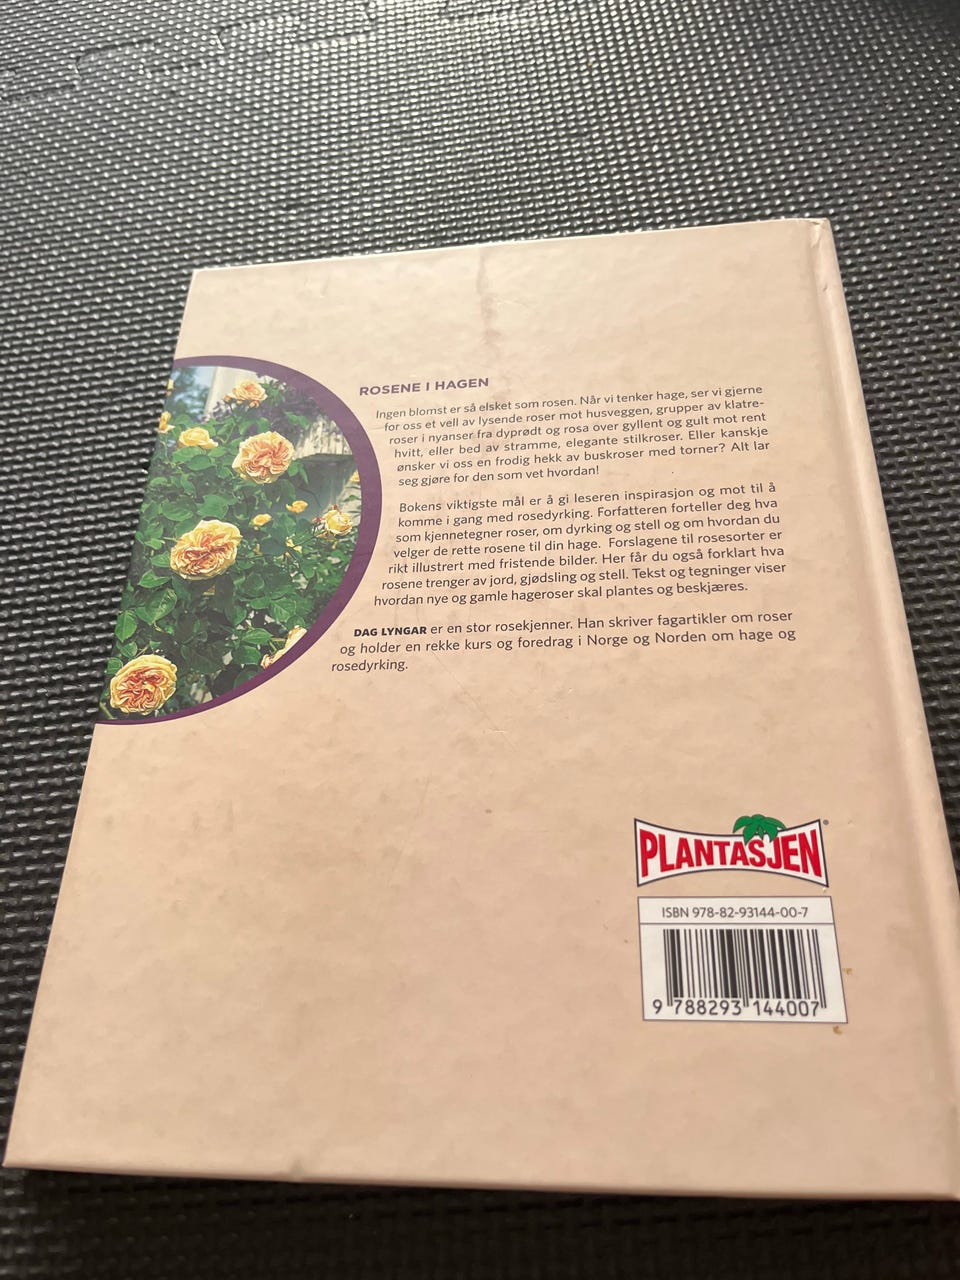 ROSENE I HAGEN
Ingen blomst er så elsket som rosen. Når vi tenker hage, ser vi gjerne
for oss et vell av lysende roser mot husveggen, grupper av klatre-
roser i nyanser fra dyprødt og rosa over gyllent og gult mot rent
hvitt, eller bed av stramme, elegante stilkroser. Eller kanskje
ønsker vi oss en frodig hekk av buskroser med torner? Alt lar
seg gjøre for den som vet hvordan!
Bokens viktigste mål er å gi leseren inspirasjon og mot til å
komme i gang med rosedyrking. Forfatteren forteller deg hva
som kjennetegner roser, om dyrking og stell og om hvordan du
velger de rette rosene til din hage. Forslagene til rosesorter er
rikt illustrert med fristende bilder. Her får du også forklart hva
rosene trenger av jord, gjødsling og stell. Tekst og tegninger viser
hvordan nye og gamle hageroser skal plantes og beskjæres.
DAG LYNGAR er en stor rosekjenner. Han skriver fagartikler om roser
og holder en rekke kurs og foredrag i Norge og Norden om hage og
rosedyrking.
PLANTASJEN®
ISBN 978-82-93144-00-7
9 788293 144007